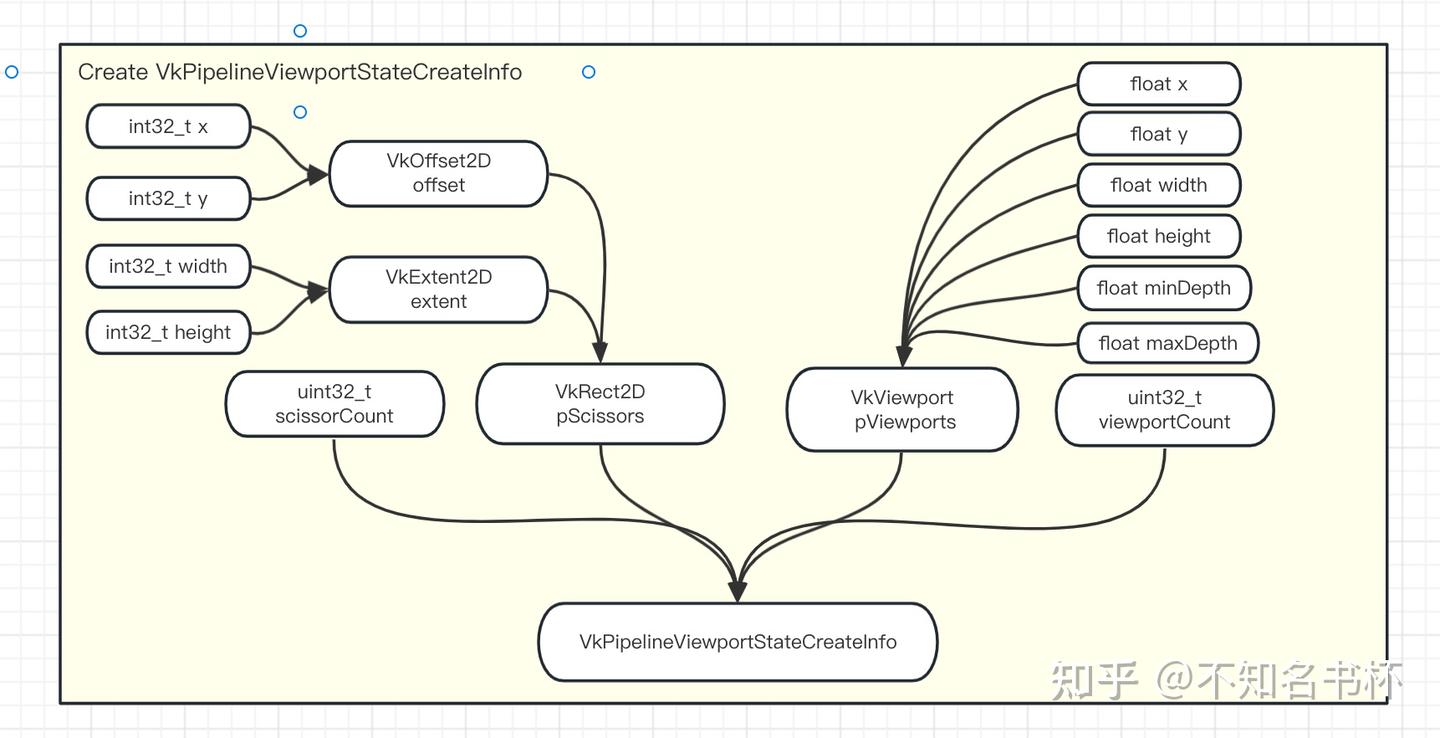 Create VkPipelineViewportStateCreateInfo
int32_t x
int32_t y
int32_t width
int32_t height
VkOffset2D
offset
VkExtent2D
extent
uint32_t
scissorCount
VkRect2D
pScissors
float x
float y
float width
float height
float minDepth
float maxDepth
VkViewport
pViewports
uint32_t
viewportCount
VkPipelineViewportStateCreateInfo
知乎 @不知名书杯